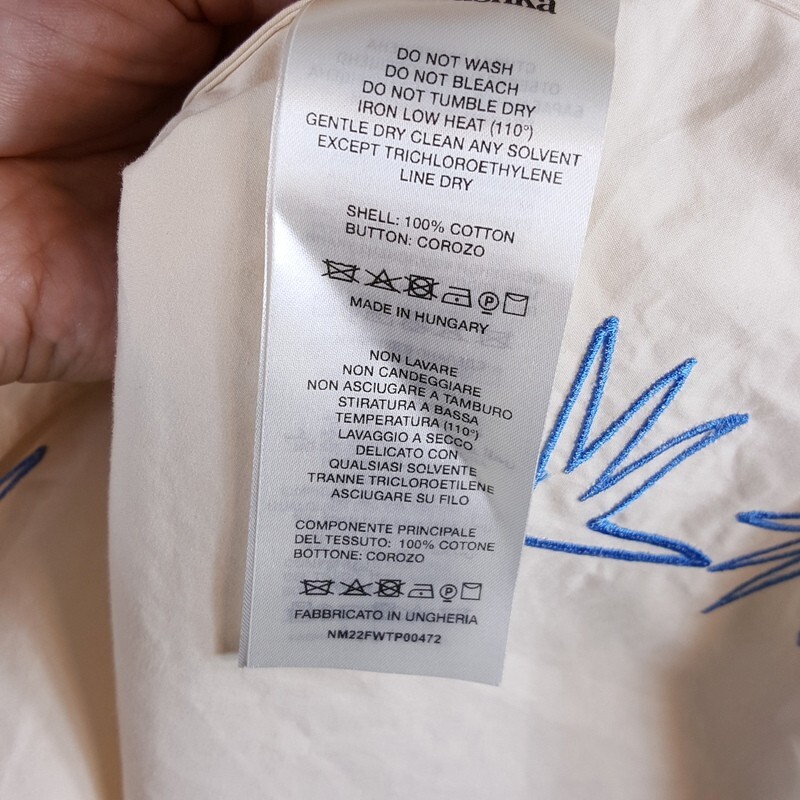 DO NOT WASH
DO NOT BLEACH
DO NOT TUMBLE DRY
IRON LOW HEAT (110°)
GENTLE DRY CLEAN ANY SOLVENT
EXCEPT TRICHLOROETHYLENE
LINE DRY
SHELL: 100% COTTON
BUTTON: COROZO
P
MADE IN HUNGARY
NON LAVARE
NON CANDEGGIARE
NON ASCIUGARE A TAMBURO
STIRATURA A BASSA
TEMPERATURA (110°)
LAVAGGIO A SECCO
DELICATO CON
QUALSIASI SOLVENTE
TRANNE TRICLOROETILENE
ASCIUGARE SU FILO
COMPONENTE PRINCIPALE
DEL TESSUTO: 100% COTONE
BOTTONE: COROZO
P
FABBRICATO IN UNGHERIA
NM22FWTP00472